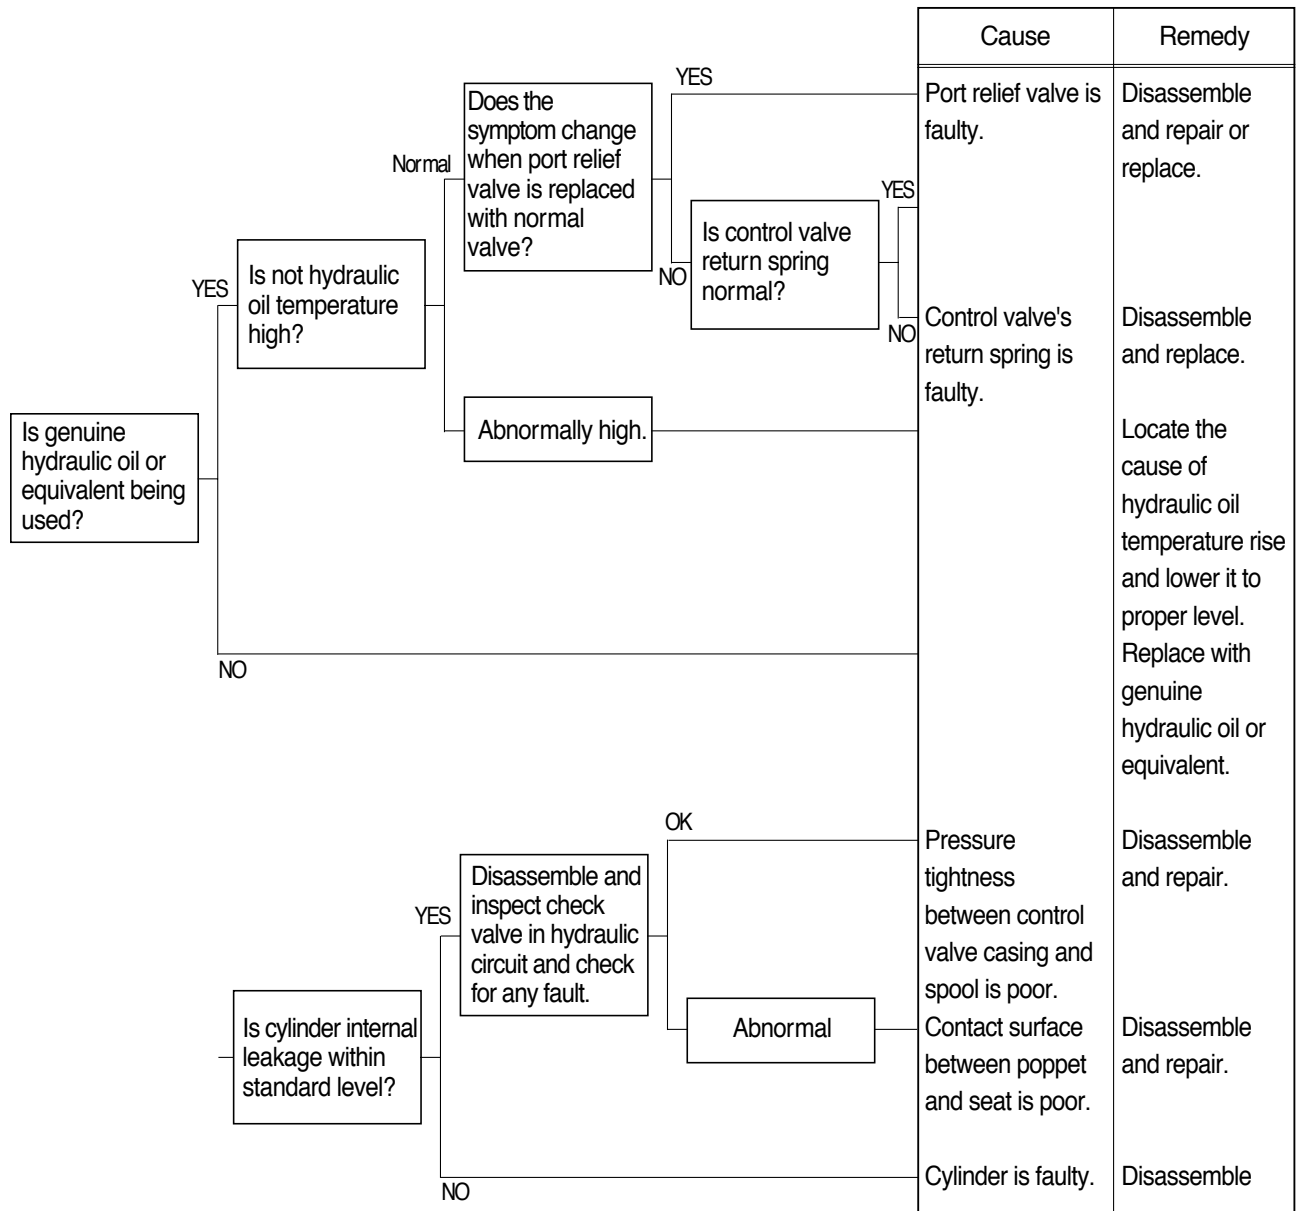 Cause
Remedy
YES
Does the
symptom change
when port relief
valve is replaced
with normal
valve?
Port relief valve is
faulty.
Disassemble
and repair or
replace.
Normal
YES
Is control valve
return spring
normal?
NO
Is not hydraulic
oil temperature
high?
YES
NO
Control valve's
return spring is
faulty.
Disassemble
and replace.
Abnormally high.
Is genuine
hydraulic oil or
equivalent being
used?
Locate the
cause of
hydraulic oil
temperature rise
and lower it to
proper level.
NO
Replace with
genuine
hydraulic oil or
equivalent.
OK
Pressure
tightness
between control
valve casing and
spool is poor.
Disassemble
and repair.
YES
Disassemble and
inspect check
valve in hydraulic
circuit and check
for any fault.
Is cylinder internal
leakage within
standard level?
Abnormal
Contact surface
between poppet
and seat is poor.
Disassemble
and repair.
NO
Cylinder is faulty.
Disassemble